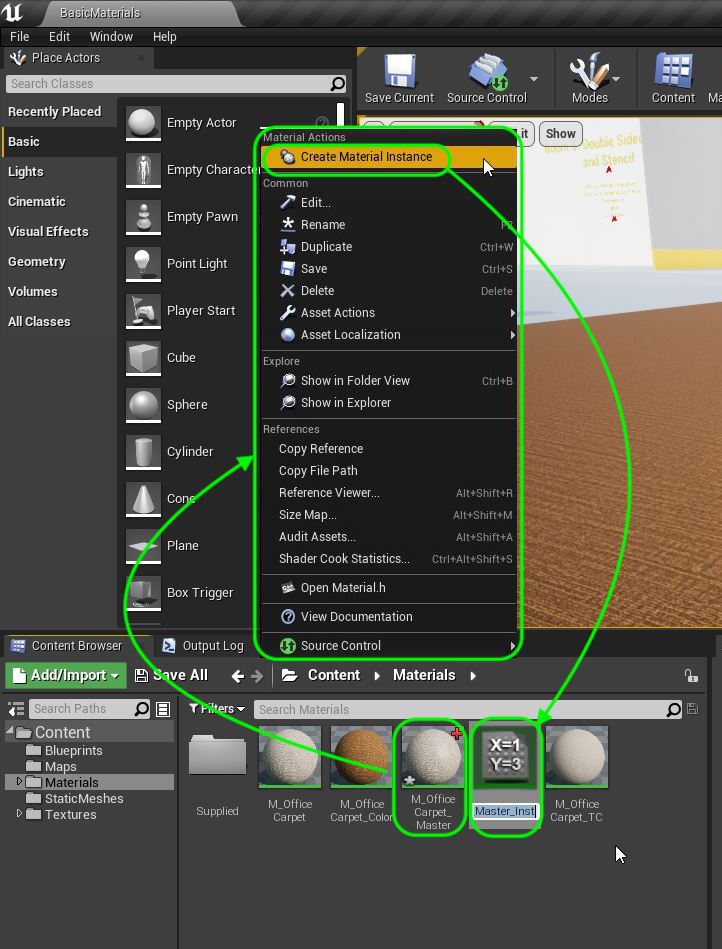 BasicMaterials
File Edit Window Help
Place Actors
Search Classes
Recently Placed
Basic
Lights
Cinematic
Visual Effects
Geometry
Volumes
All Classes
Empty Actor
Empty Character
Empty Pawn
Point Light
Player Start
Cube
Sphere
Cylinder
Cone
Plane
Box Trigger
Save Current Source Control Modes Content
it Show
Double Sided
and Stencil
Material Actions
Create Material Instance
Common
Edit...
Rename F2
Duplicate Ctrl+W
Save Ctrl+S
Delete Delete
Asset Actions
Asset Localization
Explore
Show in Folder View Ctrl+B
Show in Explorer
References
Copy Reference
Copy File Path
Reference Viewer... Alt+Shift+R
Size Map... Alt+Shift+M
Audit Assets... Alt+Shift+A
Shader Cook Statistics... Ctrl+Alt+Shift+S
Open Material.h
View Documentation
Source Control
Content Browser Output Log
Add/Import Save All Content Materials
Search Paths Filters Search Materials
Content
Blueprints
Maps
Materials
StaticMeshes
Textures
Supplied
M_Office
Carpet
M_Office
Carpet_Color
M_Office
Carpet_
Master
X=1
Y=3
Master_Inst
M_Office
Carpet_TC